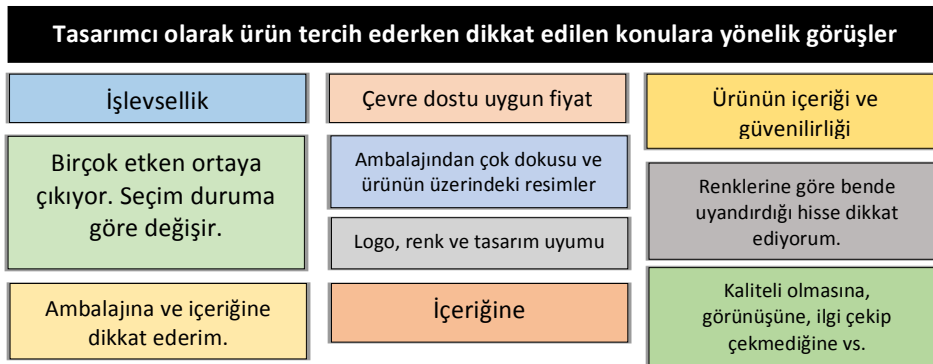 Tasarımcı olarak ürün tercih ederken dikkat edilen konulara yönelik görüşler
İşlevsellik
Birçok etken ortaya
çıkıyor. Seçim duruma
göre değişir.
Ambalajına ve içeriğine
dikkat ederim.
Çevre dostu uygun fiyat
Ambalajından çok dokusu ve
ürünün üzerindeki resimler
Logo, renk ve tasarım uyumu
İçeriğine
Ürünün içeriği ve
güvenilirliği
Renklerine göre bende
uyandırdığı hisse dikkat
ediyorum.
Kaliteli olmasına,
görünüşüne, ilgi çekip
çekmediğine vs.